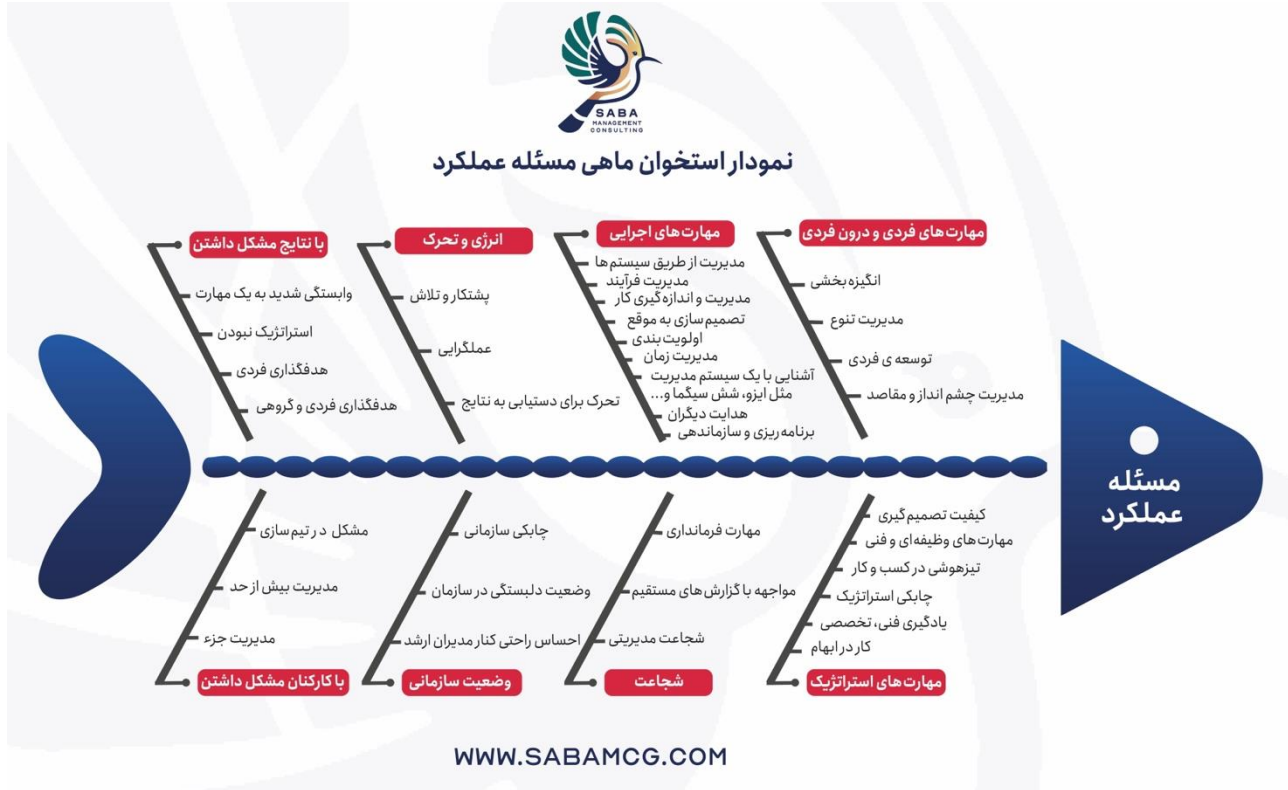 SABA
MANAGEMENT
CONSULTING
نمودار استخوان ماهی مسئله عملکرد
مهارت‌های فردی و درون فردی
انگیزه‌بخشی
مدیریت تنوع
توسعه ی فردی
مدیریت چشم انداز و مقاصد
مهارت‌های اجرایی
مدیریت از طریق سیستم‌ها
مدیریت فرآیند
مدیریت و اندازه‌گیری کار
تصمیم‌سازی به موقع
اولویت‌بندی
مدیریت زمان
آشنایی با یک سیستم مدیریت
مثل ایزو، شش سیگما و...
هدایت دیگران
برنامه‌ریزی و سازماندهی
انرژی و تحرک
پشتکار و تلاش
عملگرایی
تحرک برای دستیابی به نتایج
با نتایج مشکل داشتن
وابستگی شدید به یک مهارت
استراتژیک نبودن
هدفگذاری فردی
هدفگذاری فردی و گروهی
مسئله
عملکرد
کیفیت تصمیم‌گیری
مهارت‌های وظیفه‌ای و فنی
تیزهوشی در کسب و کار
چابکی استراتژیک
یادگیری فنی، تخصصی
کار در ابهام
مهارت‌های استراتژیک
مهارت فرمانداری
مواجهه با گزارش‌های مستقیم
شجاعت مدیریتی
شجاعت
چابکی سازمانی
وضعیت دلبستگی در سازمان
احساس راحتی کنار مدیران ارشد
وضعیت سازمانی
مشکل در تیم‌سازی
مدیریت بیش از حد
مدیریت جزء
با کارکنان مشکل داشتن
WWW.SABAMCG.COM